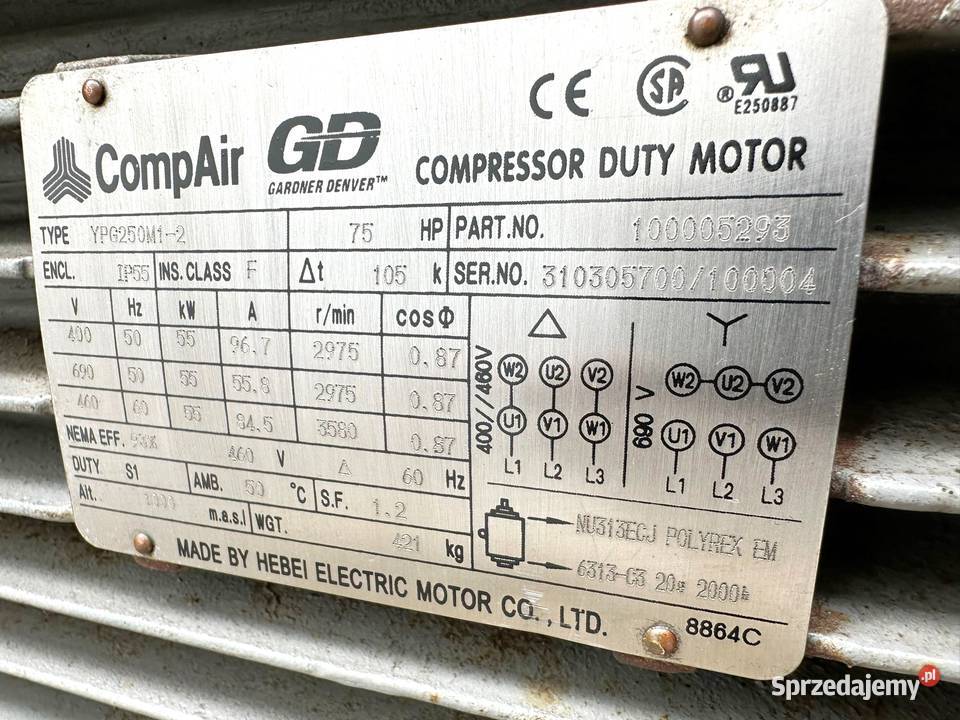 CE SA ® RU
E250887
CompAir GD COMPRESSOR DUTY MOTOR
GARDNER DENVER™
TYPE YPG250M1-2 75 HP PART.NO. 100005293
ENCL. IP55 INS.CLASS F Δt 105 k SER.NO. 310305700/100004
V Hz kW A r/min cosΦ
400 50 55 96.7 2975 0.87
690 50 55 55.8 2975 0.87
460 60 55 84.5 3580 0.87
NEMA EFF. 93% 460 V Δ 60 Hz
DUTY S1 AMB. 50 °C S.F. 1.2
Alt. 1000 m.a.s.l WGT. 421 kg
400//460V
W2 U2 V2
U1 V1 W1
L1 L2 L3
690 V
W2 U2 V2
U1 V1 W1
L1 L2 L3
NU313ECJ POLYREX EM
6313-C3 20g 2000h
MADE BY HEBEI ELECTRIC MOTOR CO., LTD.
8864C
Sprzedajemy.pl